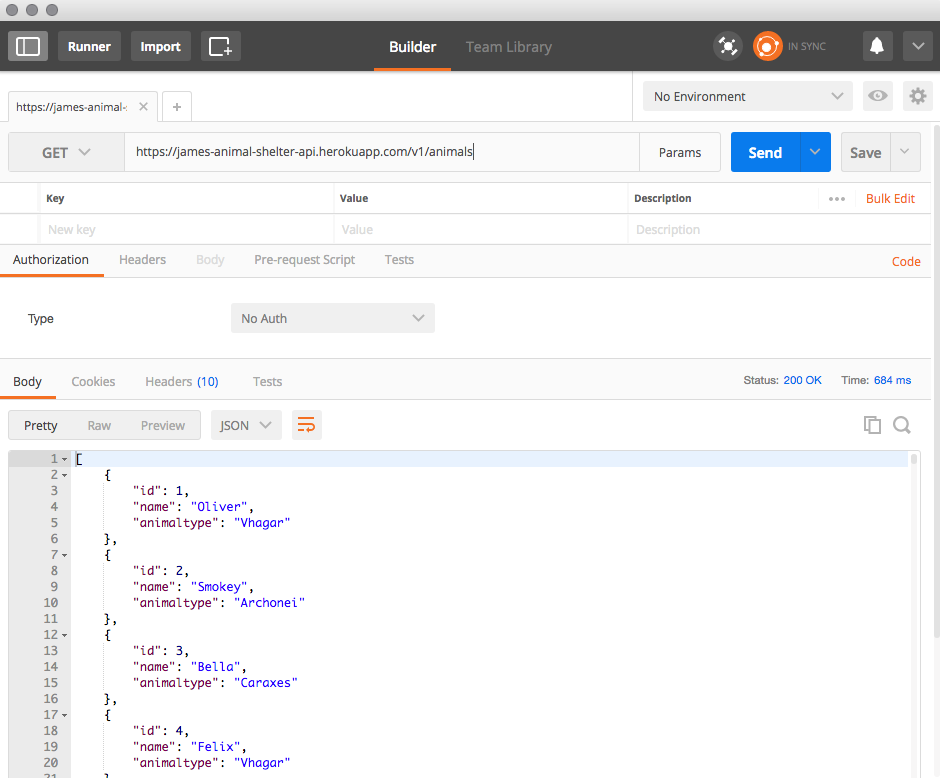 Runner Import Builder Team Library IN SYNC
https://james-animal- × +
No Environment
GET https://james-animal-shelter-api.herokuapp.com/v1/animals Params Send Save
Key Value Description ••• Bulk Edit
New key Value Description
Authorization Headers Body Pre-request Script Tests Code
Type No Auth
Body Cookies Headers (10) Tests Status: 200 OK Time: 684 ms
Pretty Raw Preview JSON
1 [
2 {
3 "id": 1,
4 "name": "Oliver",
5 "animaltype": "Vhagar"
6 },
7 {
8 "id": 2,
9 "name": "Smokey",
10 "animaltype": "Archonei"
11 },
12 {
13 "id": 3,
14 "name": "Bella",
15 "animaltype": "Caraxes"
16 },
17 {
18 "id": 4,
19 "name": "Felix",
20 "animaltype": "Vhagar"